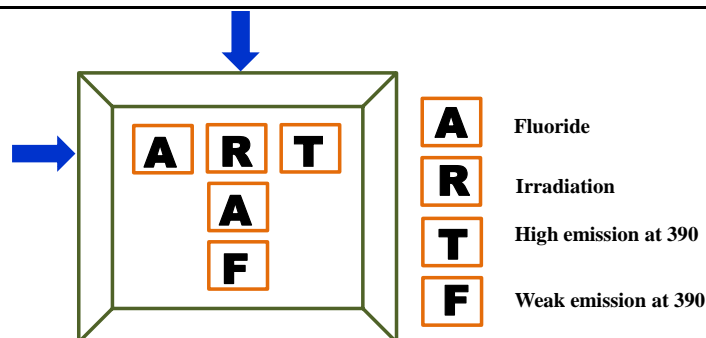 A R T
A
F
A Fluoride
R Irradiation
T High emission at 390
F Weak emission at 390